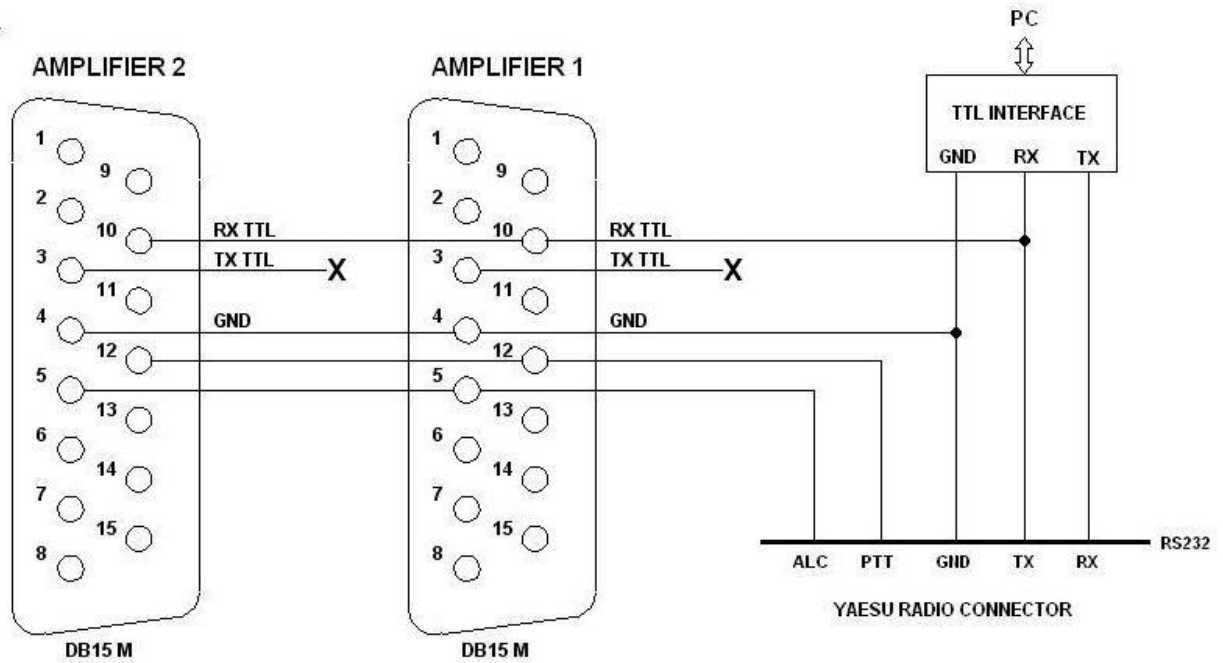 PC
AMPLIFIER 2
AMPLIFIER 1
TTL INTERFACE
GND RX TX
1
9
2
10
3
11
4
12
5
13
6
14
7
15
8
RX TTL
TX TTL
X
GND
1
9
2
10
3
11
4
12
5
13
6
14
7
15
8
RX TTL
TX TTL
X
GND
RS232
ALC PTT GND TX RX
YAESU RADIO CONNECTOR
DB15 M
DB15 M